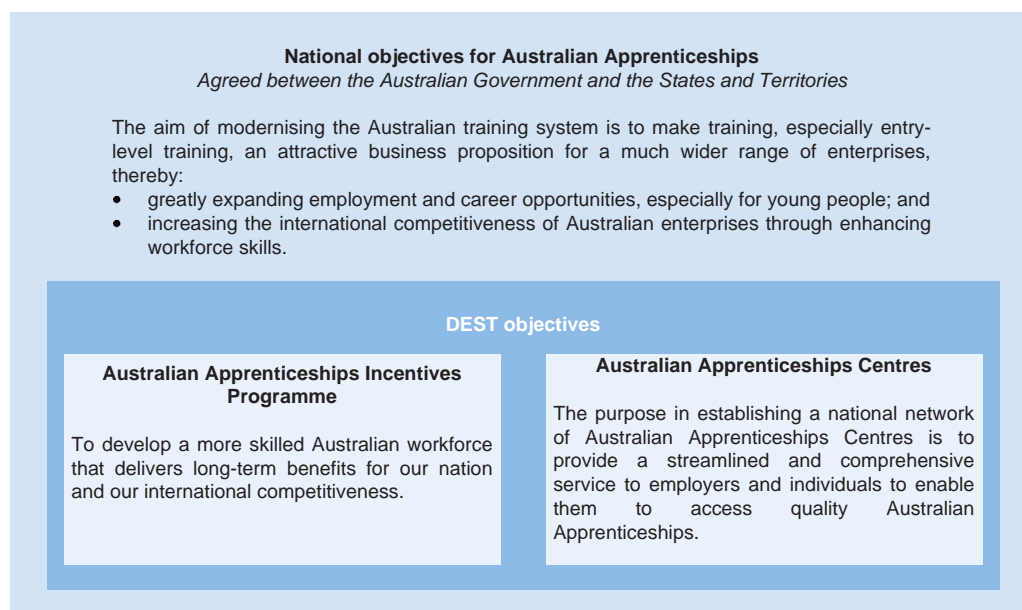 National objectives for Australian Apprenticeships
Agreed between the Australian Government and the States and Territories
The aim of modernising the Australian training system is to make training, especially entry-
level training, an attractive business proposition for a much wider range of enterprises,
thereby:
• greatly expanding employment and career opportunities, especially for young people; and
• increasing the international competitiveness of Australian enterprises through enhancing
workforce skills.
DEST objectives
Australian Apprenticeships Incentives
Programme
To develop a more skilled Australian workforce
that delivers long-term benefits for our nation
and our international competitiveness.
Australian Apprenticeships Centres
The purpose in establishing a national network
of Australian Apprenticeships Centres is to
provide a streamlined and comprehensive
service to employers and individuals to enable
them to access quality Australian
Apprenticeships.